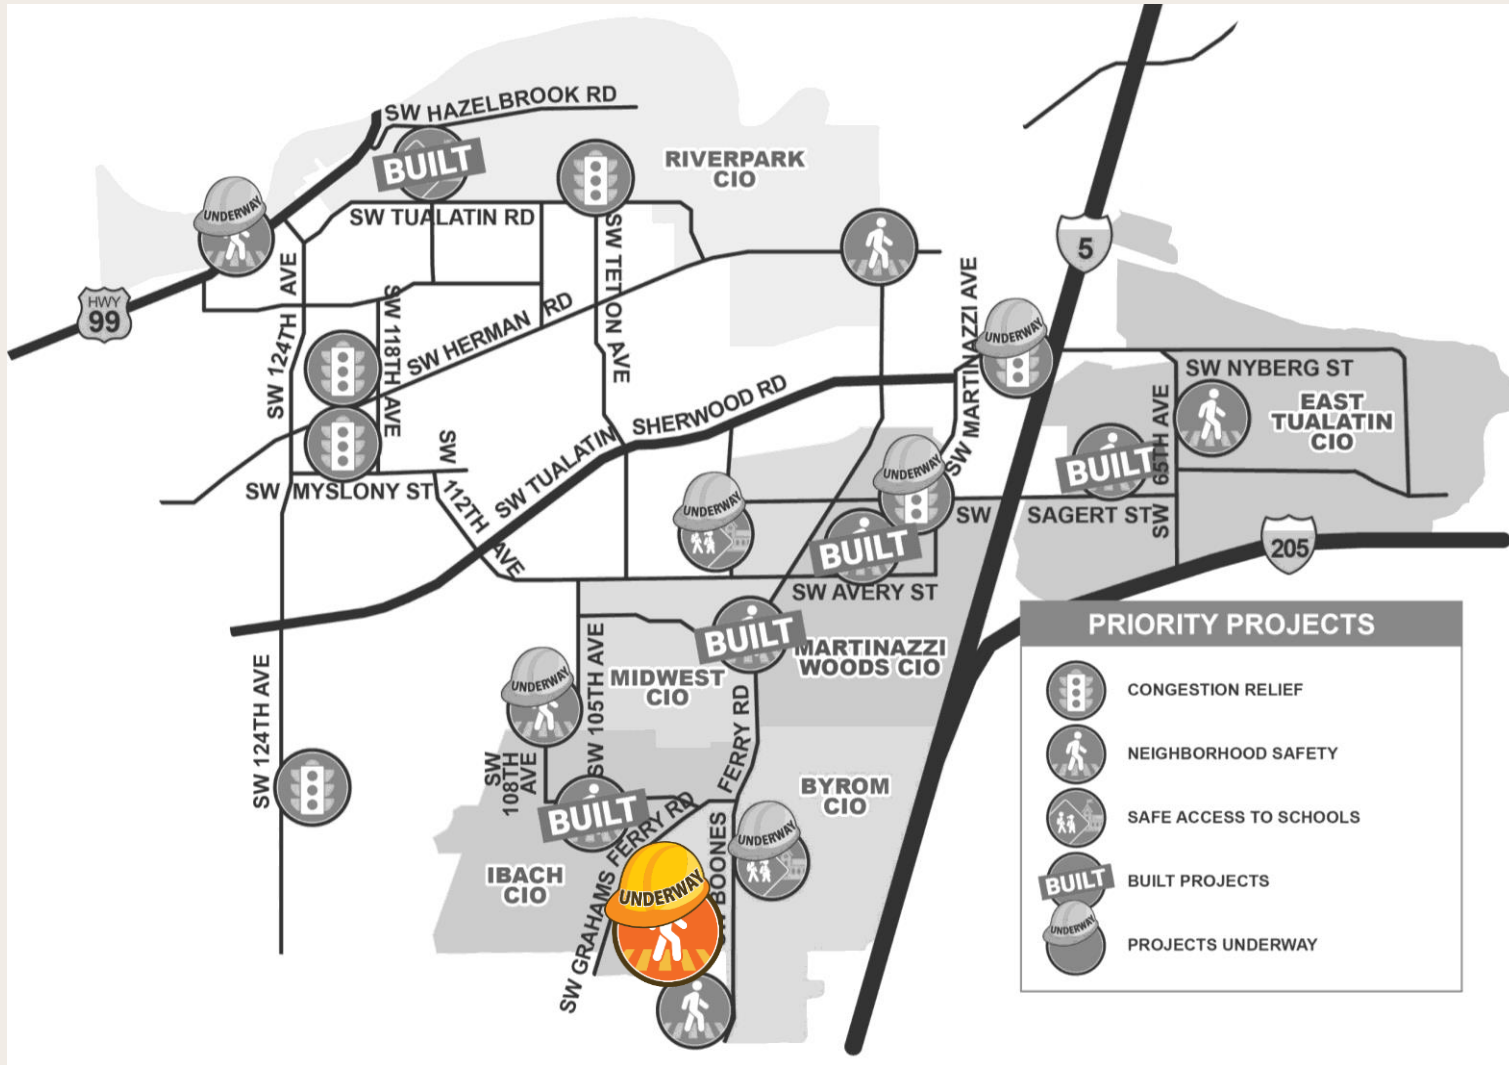 SW HAZELBROOK RD
BUILT
RIVERPARK
CIO
UNDERWAY
SW TUALATIN RD
SW TETON AVE
5
HWY
99
SW 124TH AVE
SW 118TH AVE
SW HERMAN RD
SW MARTINAZZI AVE
UNDERWAY
SW NYBERG ST
SW TUALATIN SHERWOOD RD
EAST
TUALATIN
CIO
SW 65TH AVE
BUILT
UNDERWAY
SW MYSLONY ST
SW 112TH AVE
UNDERWAY
SW SAGERT ST
BUILT
205
SW AVERY ST
BUILT
MARTINAZZI
WOODS CIO
SW 124TH AVE
UNDERWAY
SW 105TH AVE
MIDWEST
CIO
SW
108TH
AVE
BUILT
SW BOONES FERRY RD
BYROM
CIO
UNDERWAY
IBACH
CIO
SW GRAHAMS FERRY RD
UNDERWAY
PRIORITY PROJECTS
CONGESTION RELIEF
NEIGHBORHOOD SAFETY
SAFE ACCESS TO SCHOOLS
BUILT
BUILT PROJECTS
UNDERWAY
PROJECTS UNDERWAY